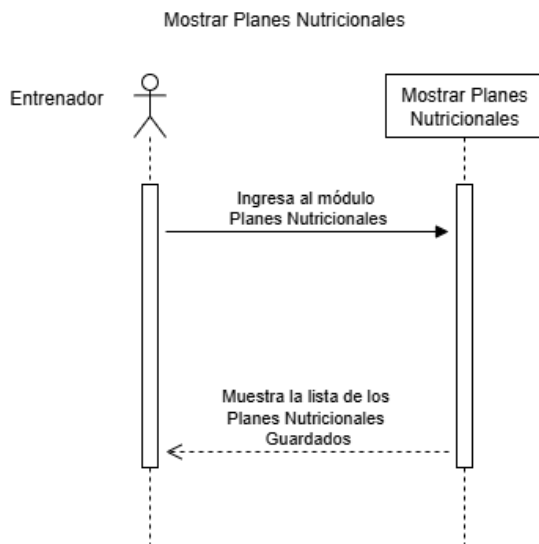 Mostrar Planes Nutricionales
Entrenador
Mostrar Planes
Nutricionales
Ingresa al módulo
Planes Nutricionales
Muestra la lista de los
Planes Nutricionales
Guardados